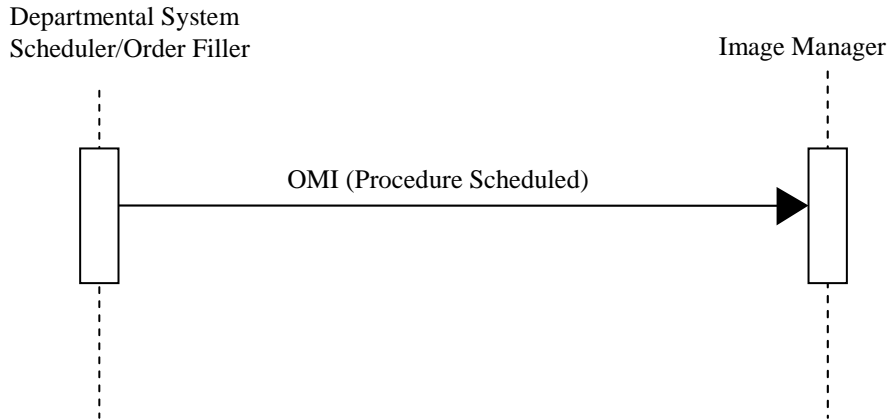 Departmental System
Scheduler/Order Filler
Image Manager
OMI (Procedure Scheduled)